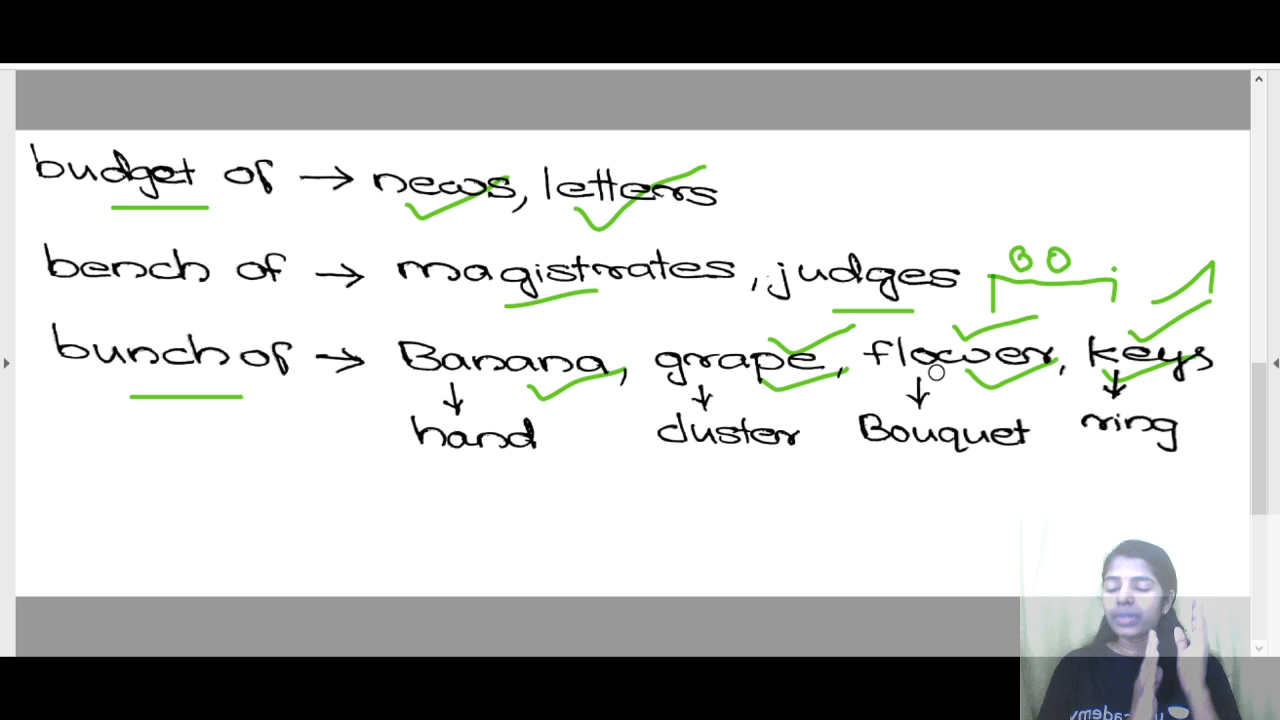 budget of → news, letters
bench of → magistrates, judges
bunch of → Banana, grape, flower, keys
hand cluster Bouquet ring